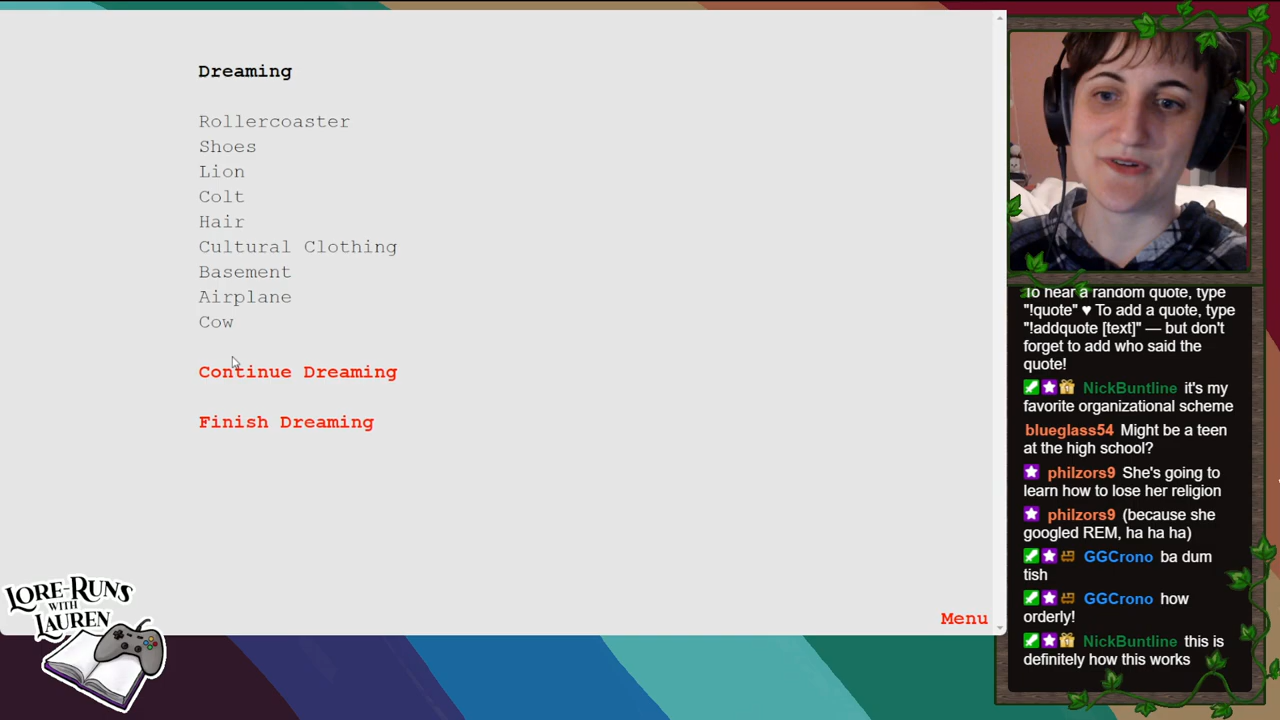 Dreaming
Rollercoaster
Shoes
Lion
Colt
Hair
Cultural Clothing
Basement
Airplane
Cow
Continue Dreaming
Finish Dreaming
Menu
LORE-RUNS
WITH
LAUREN
To hear a random quote, type
"!quote" ♥ To add a quote, type
"!addquote [text]" — but don't
forget to add who said the
quote!
NickBuntline it's my
favorite organizational scheme
blueglass54 Might be a teen
at the high school?
philzors9 She's going to
learn how to lose her religion
philzors9 (because she
googled REM, ha ha ha)
GGCrono ba dum
tish
GGCrono how
orderly!
NickBuntline this is
definitely how this works